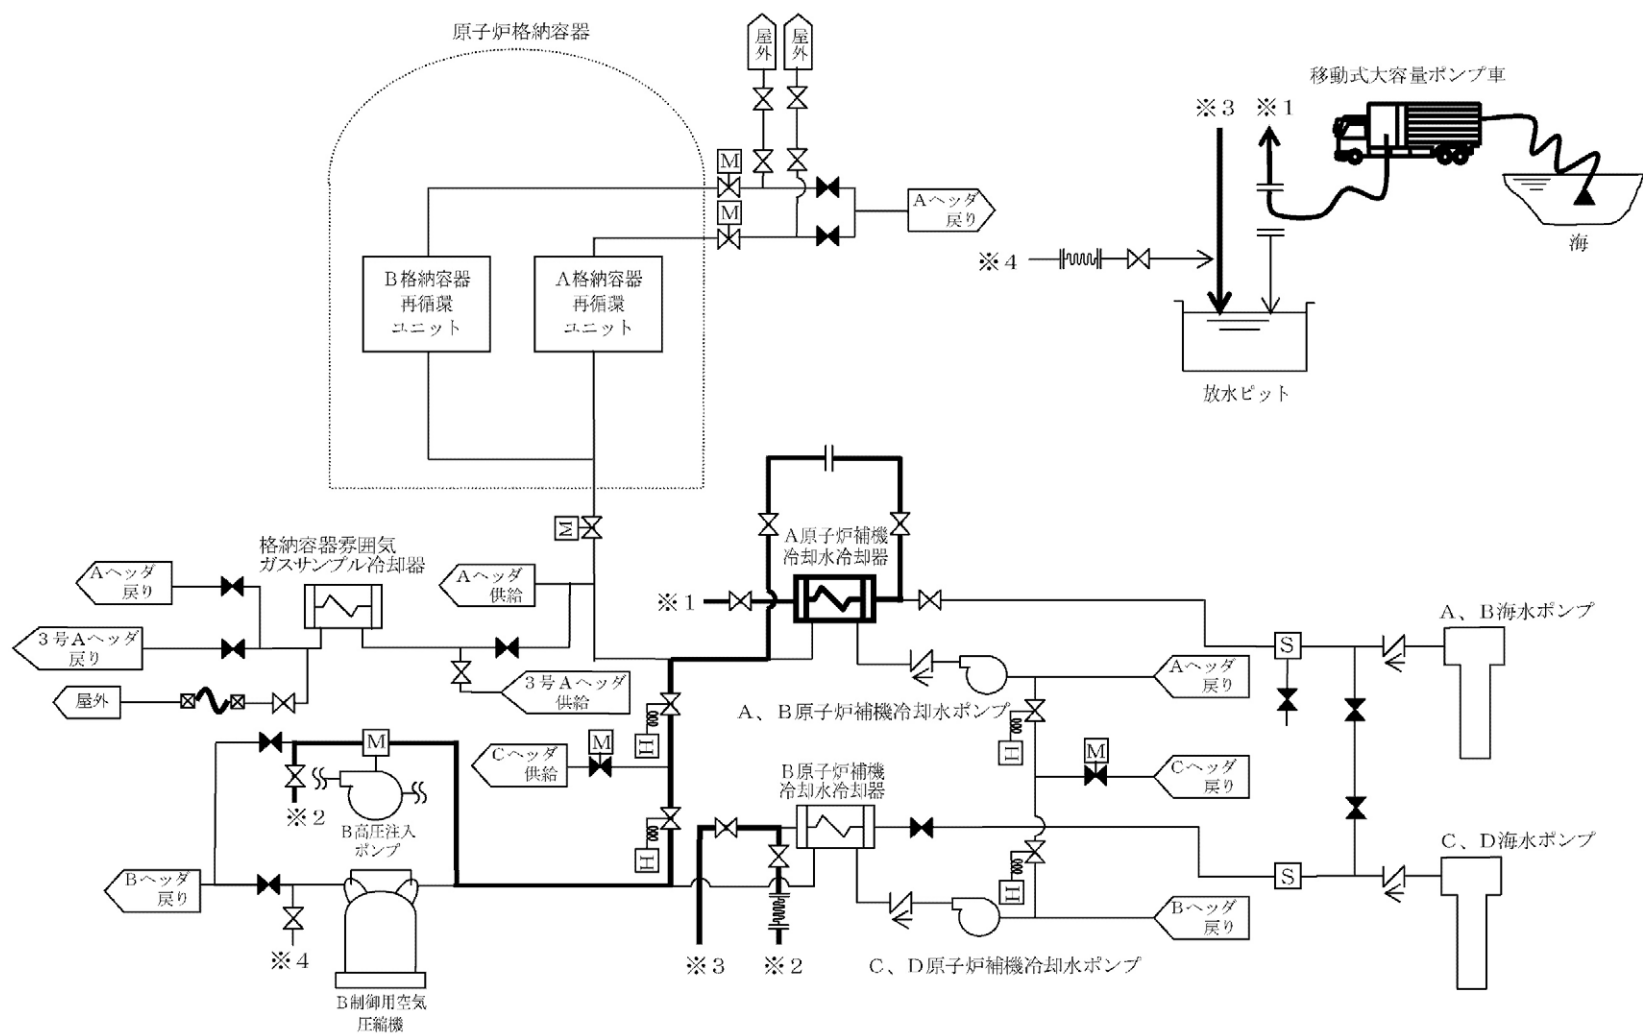 原子炉格納容器
屋外
屋外
移動式大容量ポンプ車
※3
※1
M
M
Aヘッダ
戻り
海
※4
B格納容器
再循環
ユニット
A格納容器
再循環
ユニット
放水ピット
M
A原子炉補機
冷却水冷却器
格納容器雰囲気
ガスサンプル冷却器
Aヘッダ
戻り
Aヘッダ
供給
※1
A、B海水ポンプ
3号Aヘッダ
戻り
S
Aヘッダ
戻り
3号Aヘッダ
供給
屋外
A、B原子炉補機冷却水ポンプ
H
H
M
M
M
Cヘッダ
供給
Cヘッダ
戻り
B原子炉補機
冷却水冷却器
※2
B高圧注入
ポンプ
H
H
C、D海水ポンプ
S
Bヘッダ
戻り
Bヘッダ
戻り
※4
※3
※2
C、D原子炉補機冷却水ポンプ
B制御用空気
圧縮機